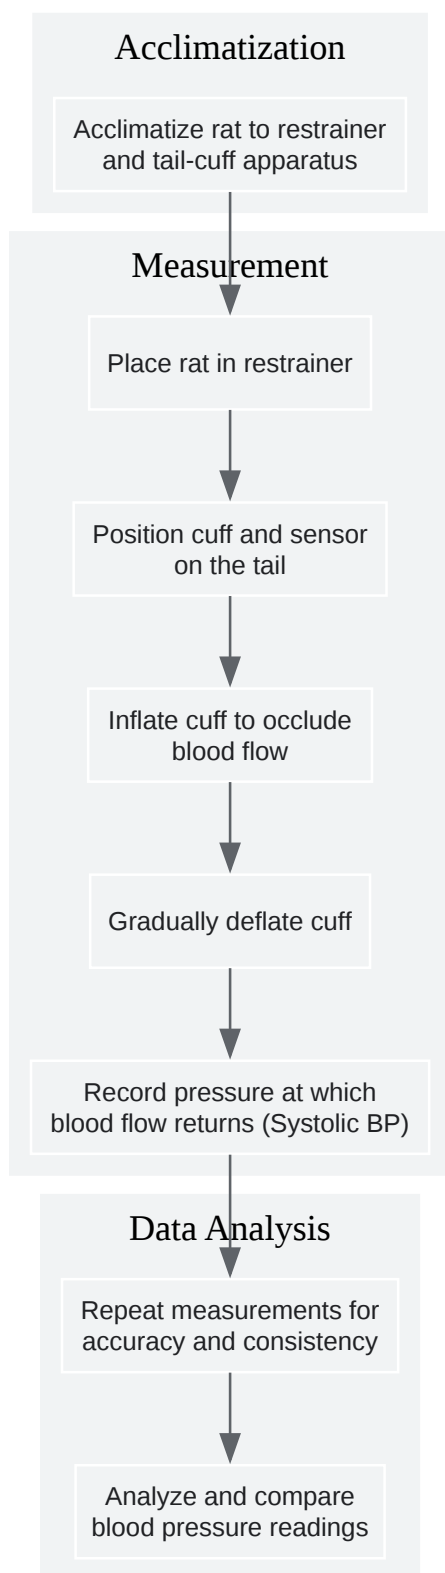 Acclimatization
Acclimatize rat to restrainer
and tail-cuff apparatus
Measurement
Place rat in restrainer
Position cuff and sensor
on the tail
Inflate cuff to occlude
blood flow
Gradually deflate cuff
Record pressure at which
blood flow returns (Systolic BP)
Data Analysis
Repeat measurements for
accuracy and consistency
Analyze and compare
blood pressure readings